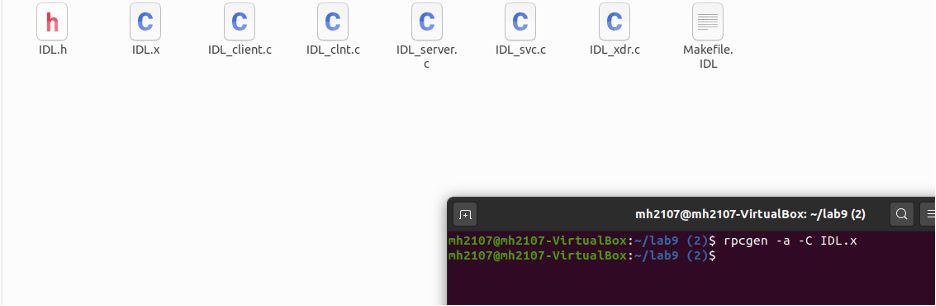 IDL.h
IDL.x
IDL_client.c
IDL_clnt.c
IDL_server.
c
IDL_svc.c
IDL_xdr.c
Makefile.
IDL
mh2107@mh2107-VirtualBox: ~/lab9 (2)
mh2107@mh2107-VirtualBox:~/lab9 (2)$ rpcgen -a -C IDL.x
mh2107@mh2107-VirtualBox:~/lab9 (2)$